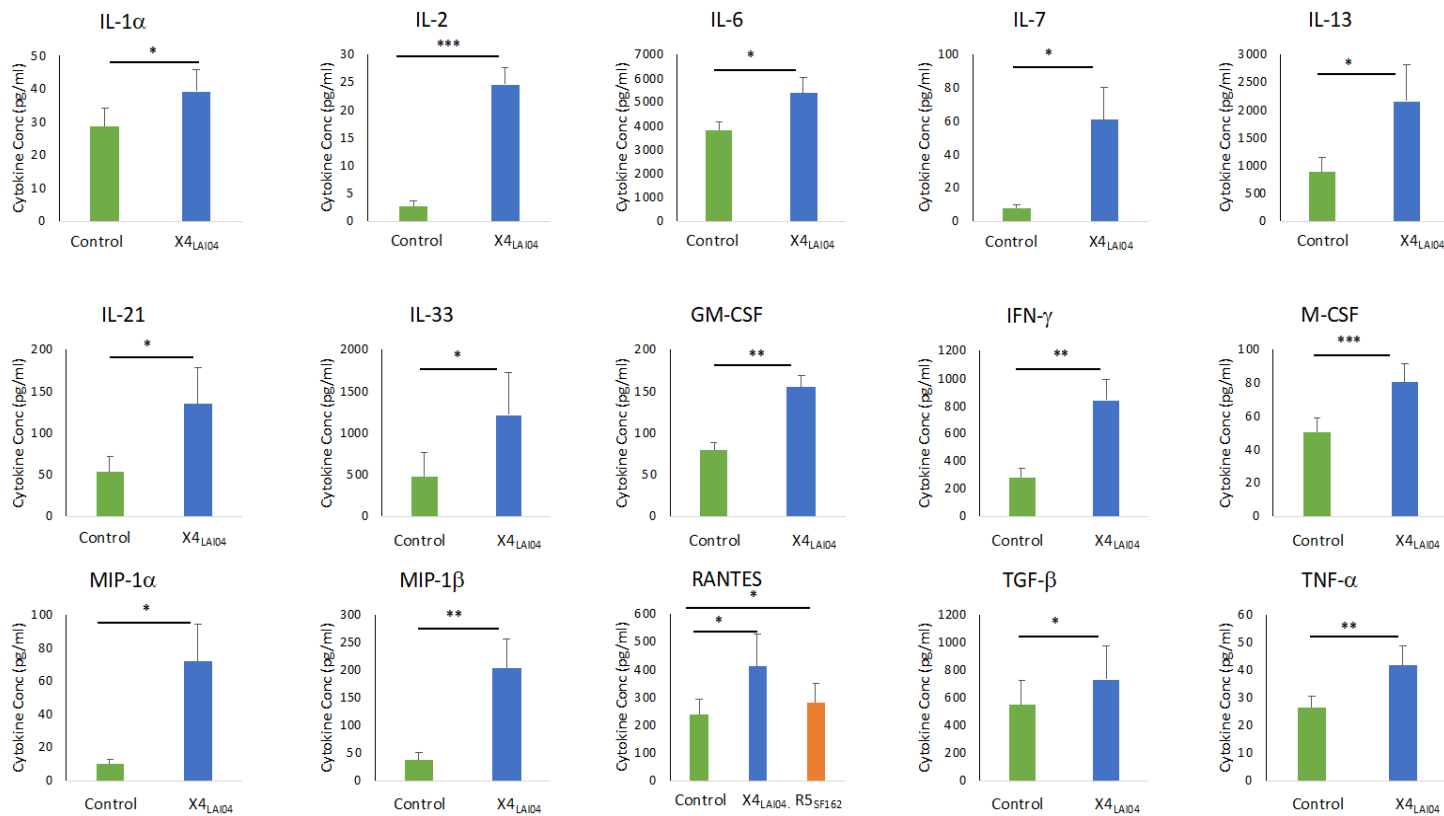 IL-1α
Cytokine Conc (pg/ml)
50
40
30
20
10
0
*
Control
X4LAI04
IL-2
Cytokine Conc (pg/ml)
30
25
20
15
10
5
0
***
Control
X4LAI04
IL-6
Cytokine Conc (pg/ml)
7000
6000
5000
4000
3000
2000
1000
0
*
Control
X4LAI04
IL-7
Cytokine Conc (pg/ml)
100
80
60
40
20
0
*
Control
X4LAI04
IL-13
Cytokine Conc (pg/ml)
3000
2500
2000
1500
1000
500
0
*
Control
X4LAI04
IL-21
Cytokine Conc (pg/ml)
200
150
100
50
0
*
Control
X4LAI04
IL-33
Cytokine Conc (pg/ml)
2000
1500
1000
500
0
*
Control
X4LAI04
GM-CSF
Cytokine Conc (pg/ml)
200
150
100
50
0
**
Control
X4LAI04
IFN-γ
Cytokine Conc (pg/ml)
1200
1000
800
600
400
200
0
**
Control
X4LAI04
M-CSF
Cytokine Conc (pg/ml)
100
80
60
40
20
0
***
Control
X4LAI04
MIP-1α
Cytokine Conc (pg/ml)
100
80
60
40
20
0
*
Control
X4LAI04
MIP-1β
Cytokine Conc (pg/ml)
300
250
200
150
100
50
0
**
Control
X4LAI04
RANTES
Cytokine Conc (pg/ml)
600
500
400
300
200
100
0
*
*
Control
X4LAI04.
R5SF162
TGF-β
Cytokine Conc (pg/ml)
1200
1000
800
600
400
200
0
*
Control
X4LAI04
TNF-α
Cytokine Conc (pg/ml)
60
50
40
30
20
10
0
**
Control
X4LAI04